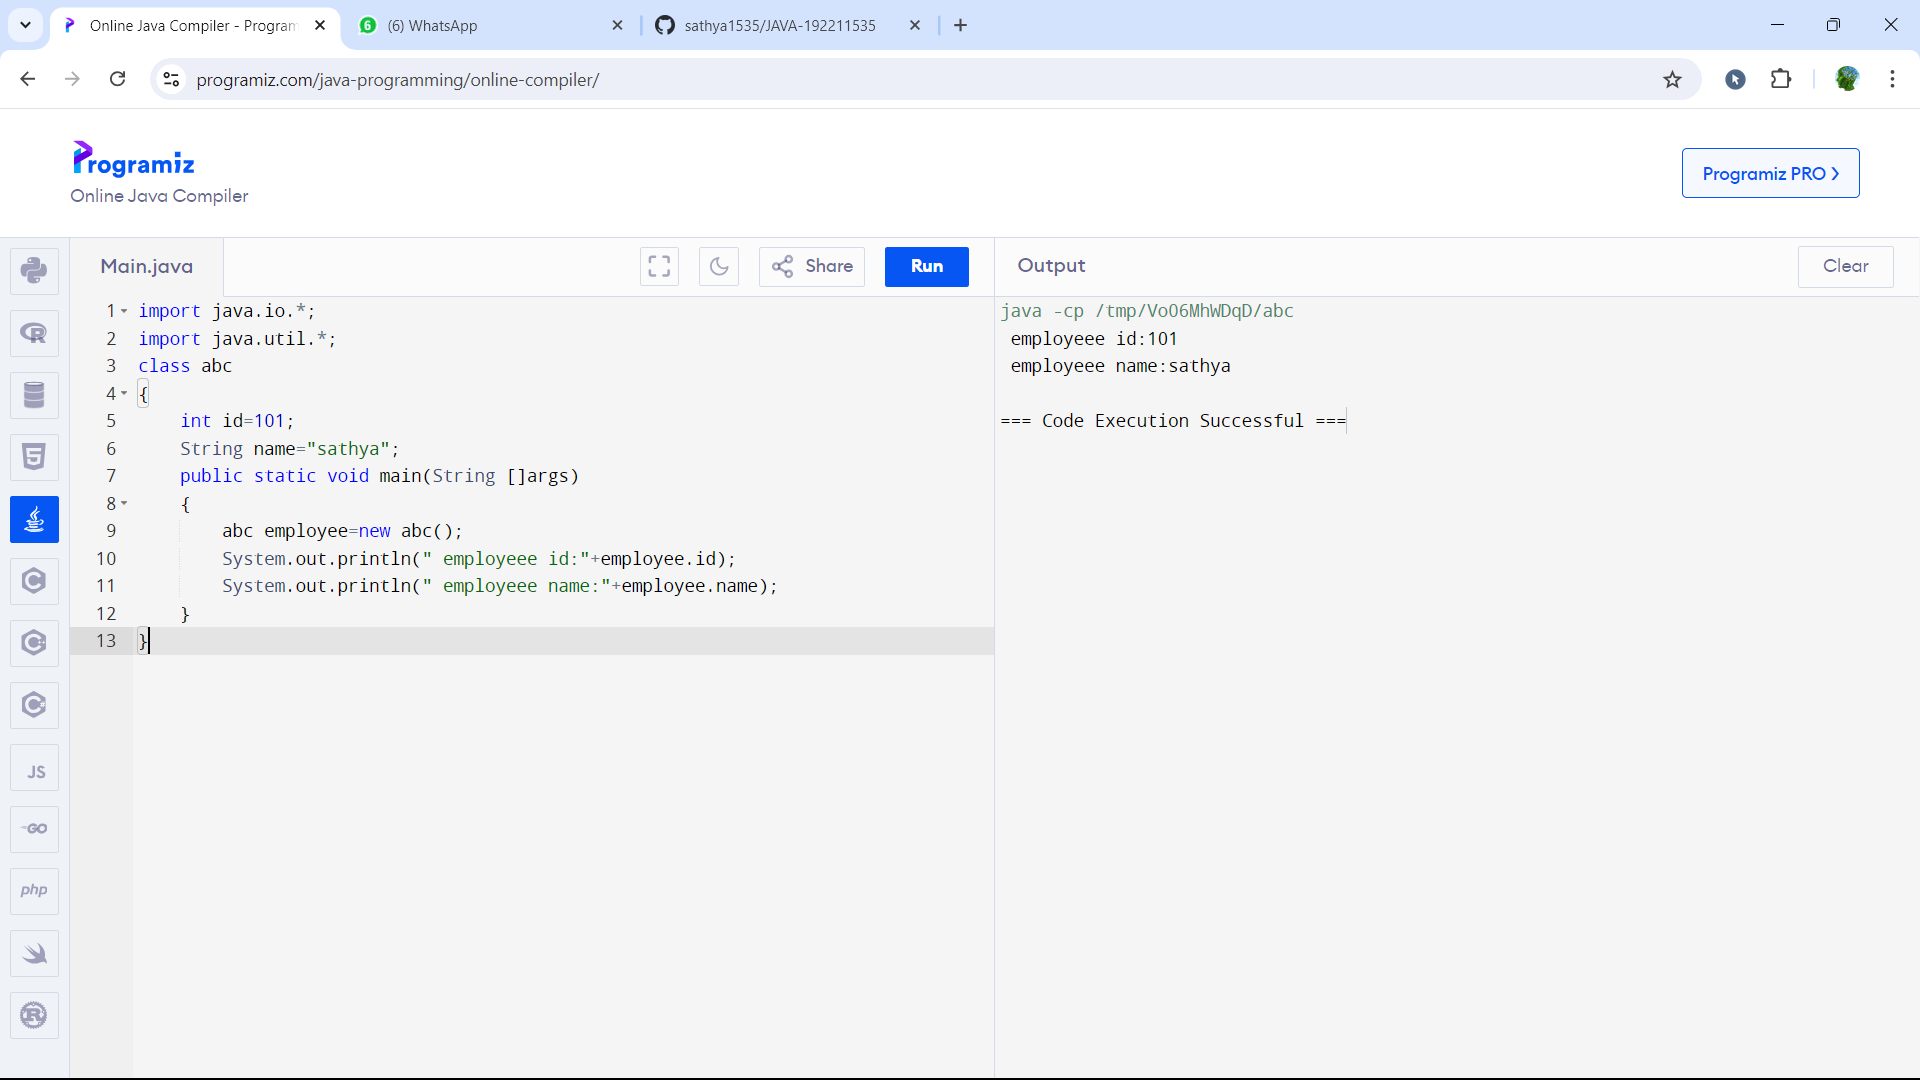 Online Java Compiler - Program
(6) WhatsApp
sathya1535/JAVA-192211535
programiz.com/java-programming/online-compiler/
Programiz
Online Java Compiler
Programiz PRO
Main.java
Share
Run
Output
Clear
1 import java.io.*;
2 import java.util.*;
3 class abc
4 {
5 int id=101;
6 String name="sathya";
7 public static void main(String []args)
8 {
9 abc employee=new abc();
10 System.out.println(" employeee id:"+employee.id);
11 System.out.println(" employeee name:"+employee.name);
12 }
13 }
java -cp /tmp/VoO6MhWDqD/abc
employeee id:101
employeee name:sathya
=== Code Execution Successful ===
JS
GO
php